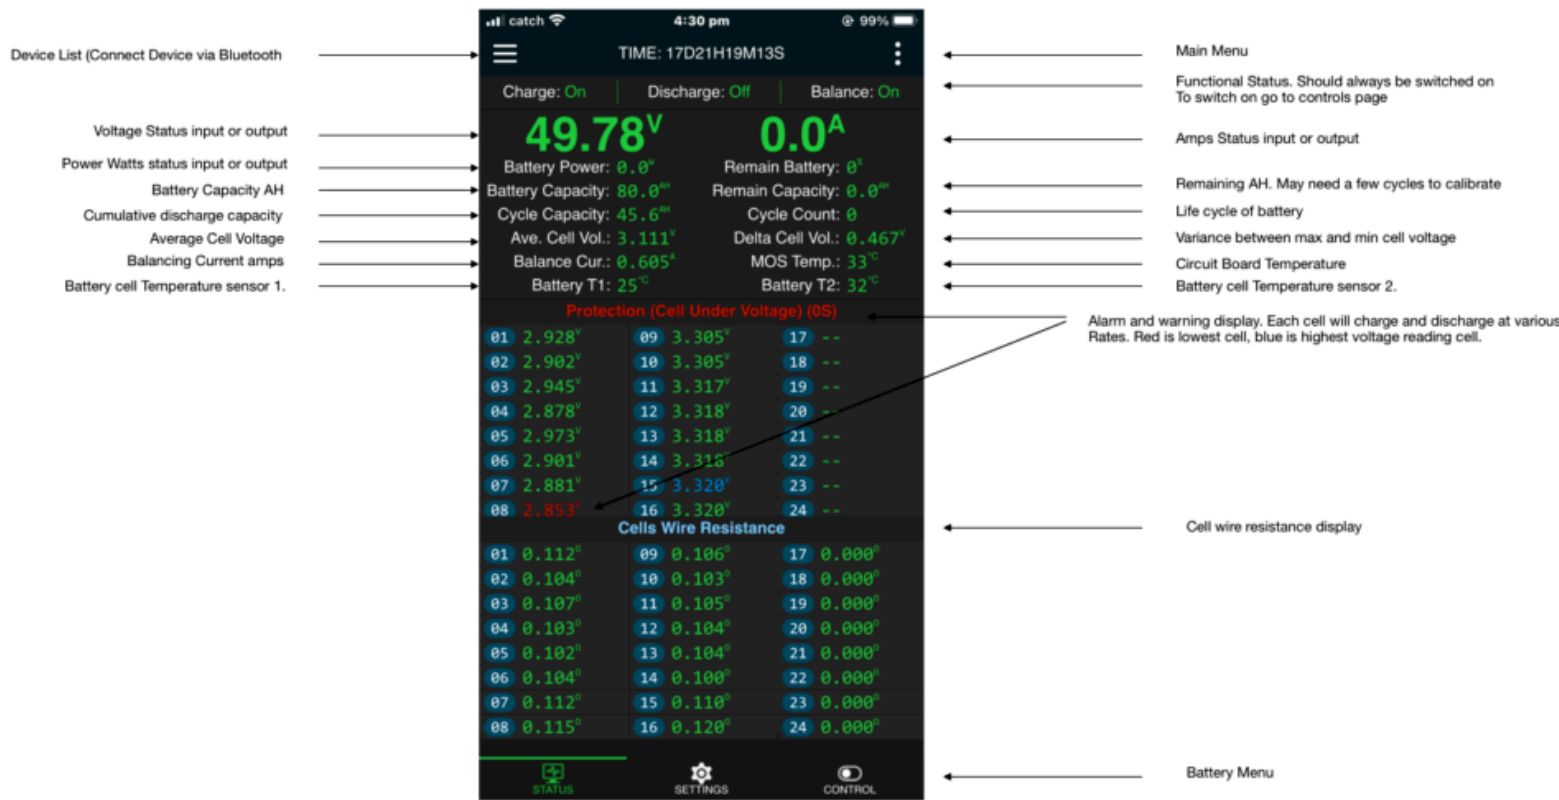 catch 4:30 pm 99%
Device List (Connect Device via Bluetooth
TIME: 17D21H19M13S
Main Menu
Charge: On Discharge: Off Balance: On
Functional Status. Should always be switched on
To switch on go to controls page
Voltage Status input or output
49.78V 0.0A
Amps Status input or output
Power Watts status input or output
Battery Power: 0.0W Remain Battery: 0%
Battery Capacity AH
Battery Capacity: 80.0AH Remain Capacity: 0.0AH
Remaining AH. May need a few cycles to calibrate
Cumulative discharge capacity
Cycle Capacity: 45.6AH Cycle Count: 0
Life cycle of battery
Average Cell Voltage
Ave. Cell Vol.: 3.111V Delta Cell Vol.: 0.467V
Variance between max and min cell voltage
Balancing Current amps
Balance Cur.: 0.605A MOS Temp.: 33°C
Circuit Board Temperature
Battery cell Temperature sensor 1.
Battery T1: 25°C Battery T2: 32°C
Battery cell Temperature sensor 2.
Protection (Cell Under Voltage) (0S)
Alarm and warning display. Each cell will charge and discharge at various
Rates. Red is lowest cell, blue is highest voltage reading cell.
01 2.928V 09 3.305V 17 --
02 2.902V 10 3.305V 18 --
03 2.945V 11 3.317V 19 --
04 2.878V 12 3.318V 20 --
05 2.973V 13 3.318V 21 --
06 2.901V 14 3.318V 22 --
07 2.881V 15 3.320V 23 --
08 2.853V 16 3.320V 24 --
Cells Wire Resistance
Cell wire resistance display
01 0.112Ω 09 0.106Ω 17 0.000Ω
02 0.104Ω 10 0.103Ω 18 0.000Ω
03 0.107Ω 11 0.105Ω 19 0.000Ω
04 0.103Ω 12 0.104Ω 20 0.000Ω
05 0.102Ω 13 0.104Ω 21 0.000Ω
06 0.104Ω 14 0.100Ω 22 0.000Ω
07 0.112Ω 15 0.110Ω 23 0.000Ω
08 0.115Ω 16 0.120Ω 24 0.000Ω
STATUS SETTINGS CONTROL
Battery Menu